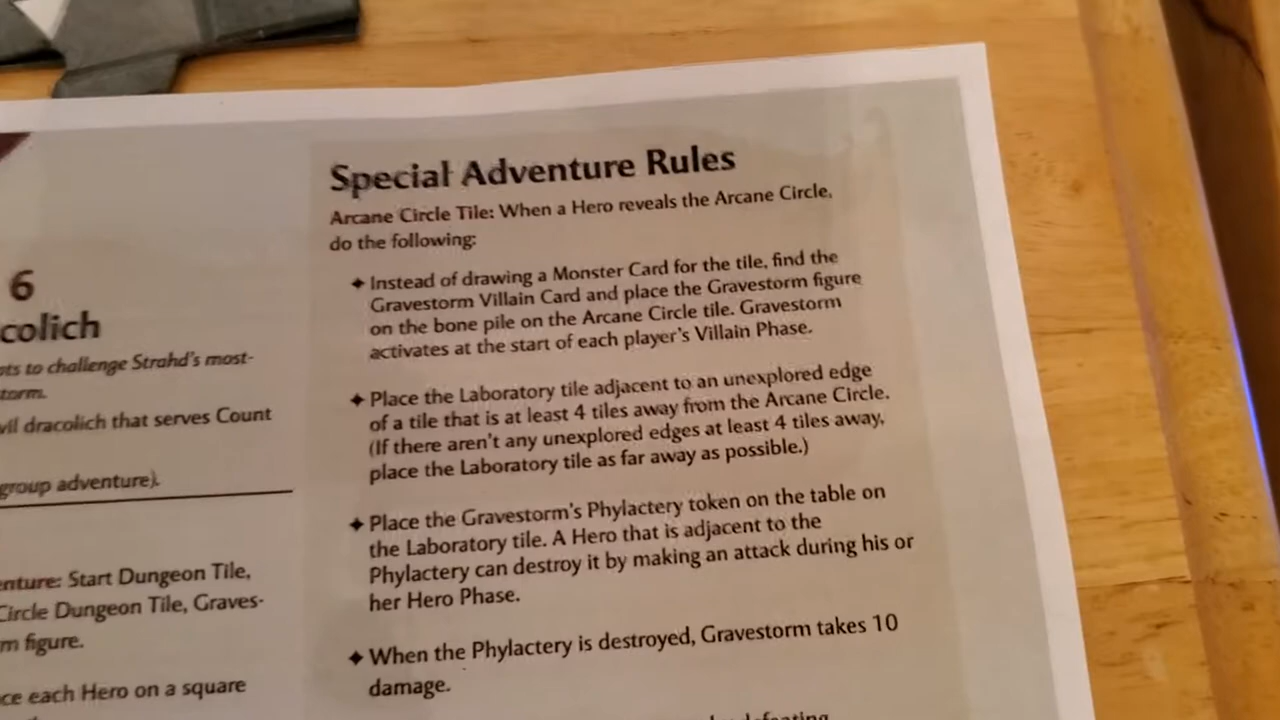 6
colich
ots to challenge Strahd's most-
storm.
vil dracolich that serves Count
group adventure).
enture: Start Dungeon Tile,
Circle Dungeon Tile, Graves-
m figure.
ce each Hero on a square
Special Adventure Rules
Arcane Circle Tile: When a Hero reveals the Arcane Circle,
do the following:
✦ Instead of drawing a Monster Card for the tile, find the
Gravestorm Villain Card and place the Gravestorm figure
on the bone pile on the Arcane Circle tile. Gravestorm
activates at the start of each player's Villain Phase.
✦ Place the Laboratory tile adjacent to an unexplored edge
of a tile that is at least 4 tiles away from the Arcane Circle.
(If there aren't any unexplored edges at least 4 tiles away,
place the Laboratory tile as far away as possible.)
✦ Place the Gravestorm's Phylactery token on the table on
the Laboratory tile. A Hero that is adjacent to the
Phylactery can destroy it by making an attack during his or
her Hero Phase.
✦ When the Phylactery is destroyed, Gravestorm takes 10
damage.
defeating